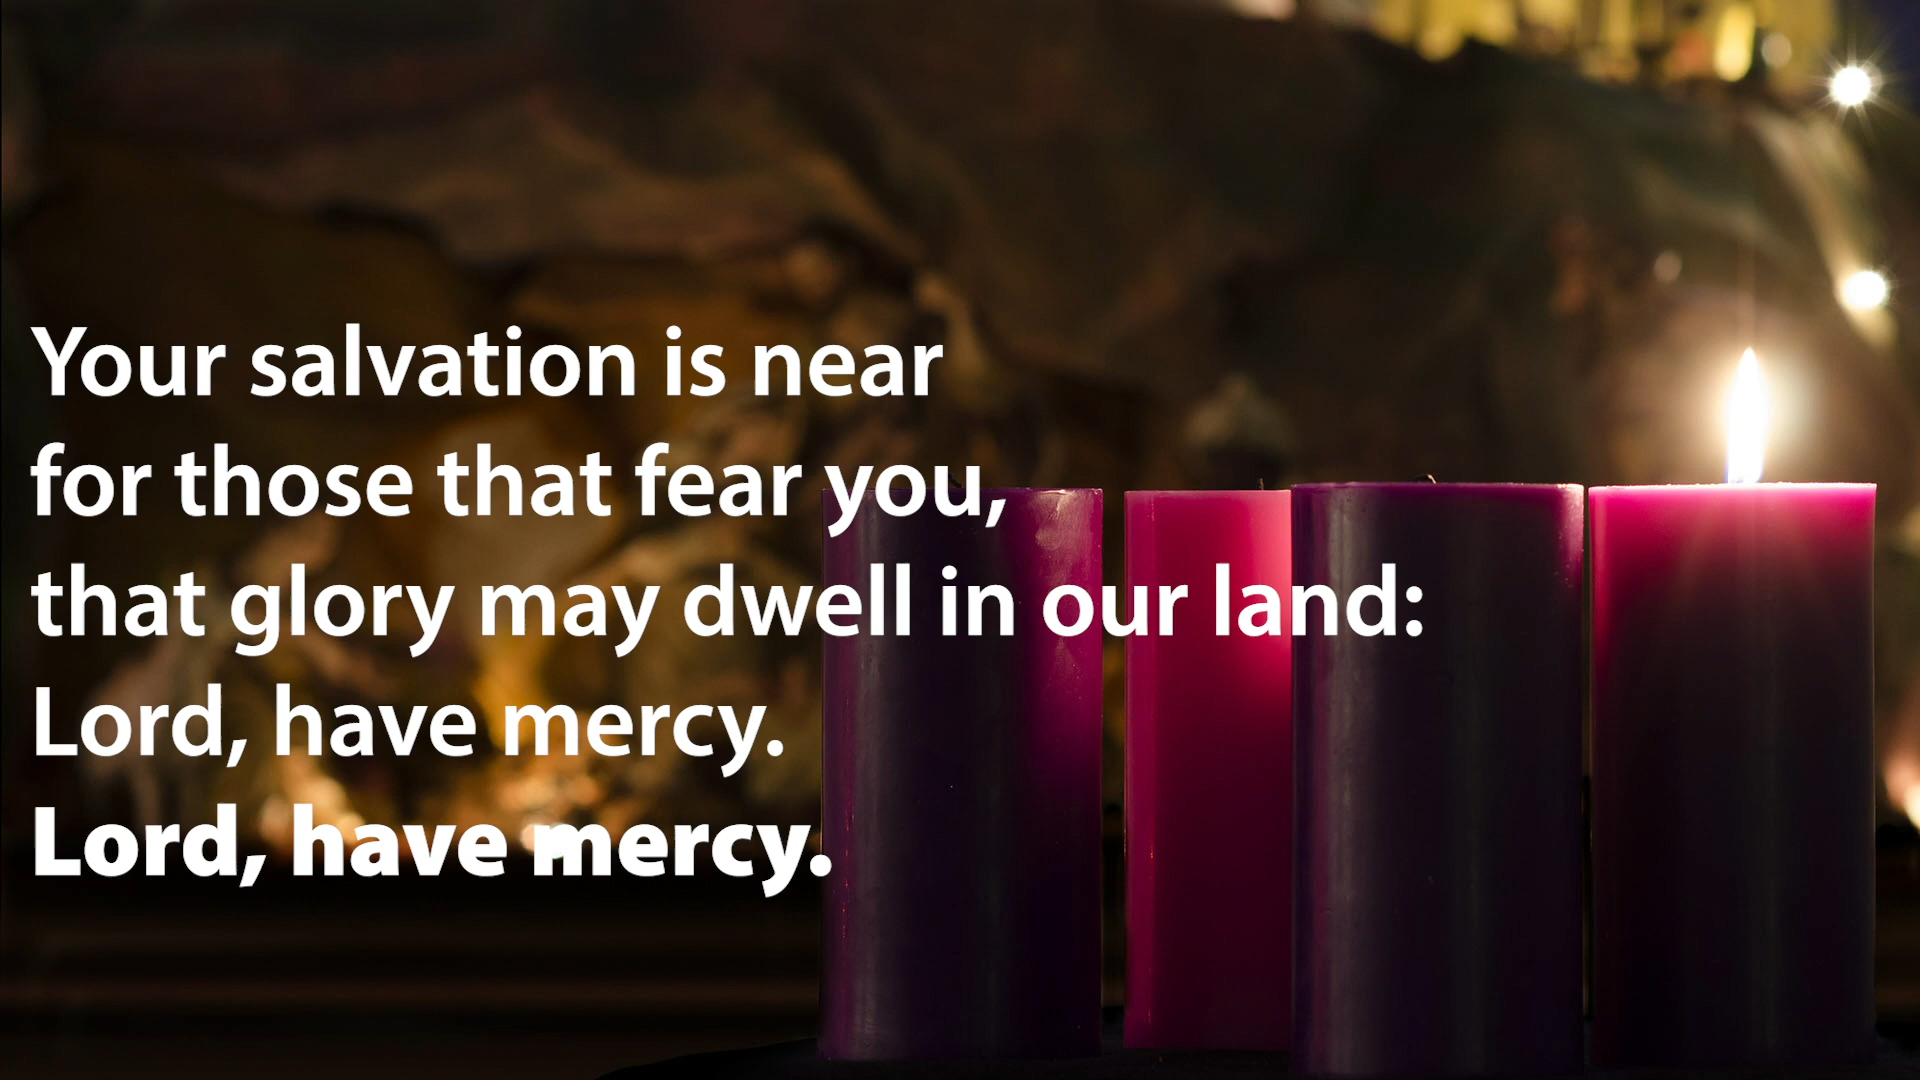 Your salvation is near
for those that fear you,
that glory may dwell in our land:
Lord, have mercy.
Lord, have mercy.